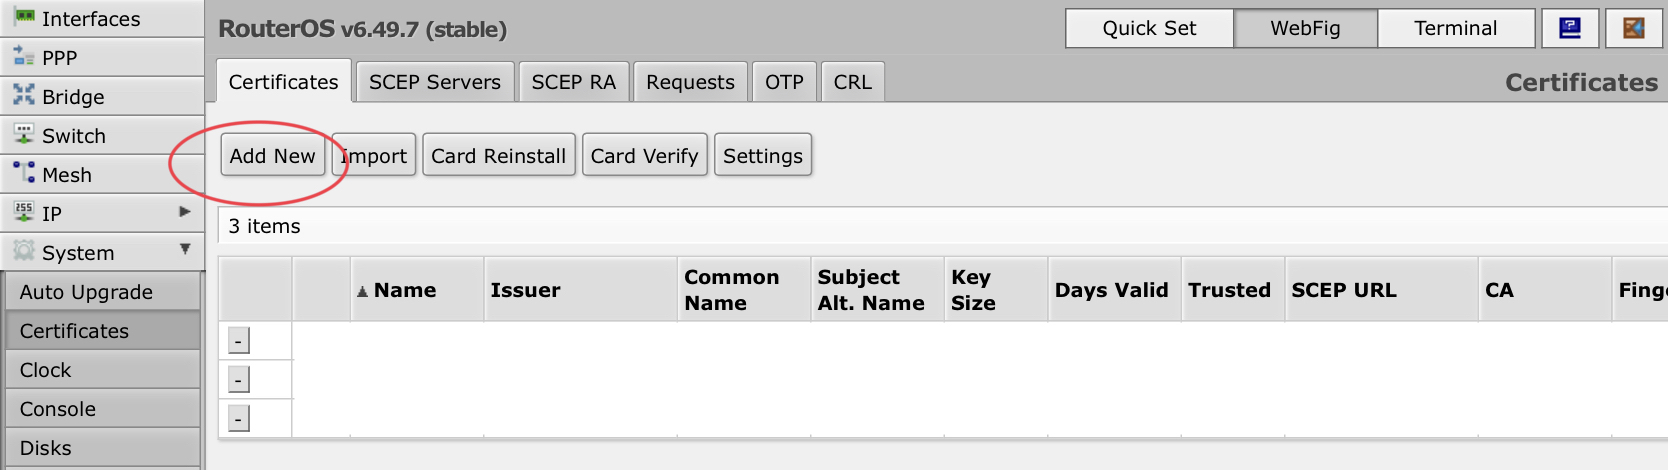 Interfaces
PPP
Bridge
Switch
Mesh
255 IP
System
Auto Upgrade
Certificates
Clock
Console
Disks
RouterOS v6.49.7 (stable)
Quick Set WebFig Terminal ?
Certificates SCEP Servers SCEP RA Requests OTP CRL Certificates
Add New Import Card Reinstall Card Verify Settings
3 items
Name Issuer Common Name Subject Alt. Name Key Size Days Valid Trusted SCEP URL CA Finge
-
-
-